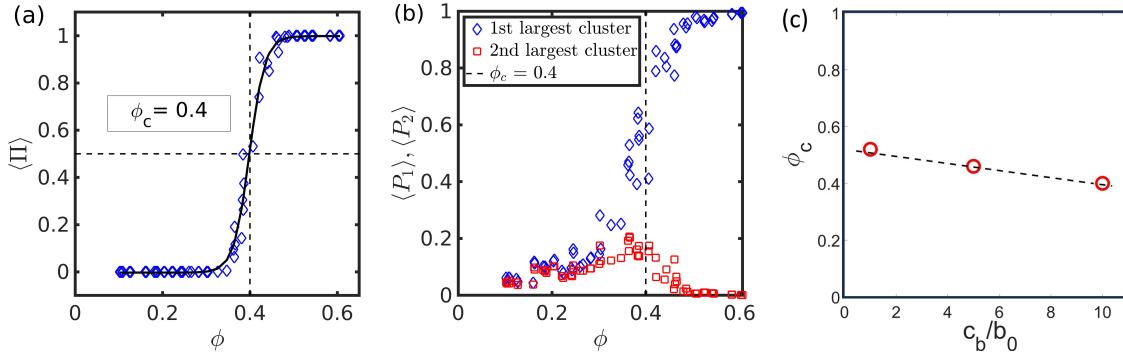 (a)
1
0.8
0.6
0.4
0.2
0
⟨Π⟩
ϕc= 0.4
0 0.2 0.4 0.6
ϕ
(b)
1
0.8
0.6
0.4
0.2
0
⟨P1⟩, ⟨P2⟩
1st largest cluster
2nd largest cluster
ϕc = 0.4
0 0.2 0.4 0.6
ϕ
(c)
1
0.8
0.6
0.4
0.2
0
ϕc
0 2 4 6 8 10
cb/b0